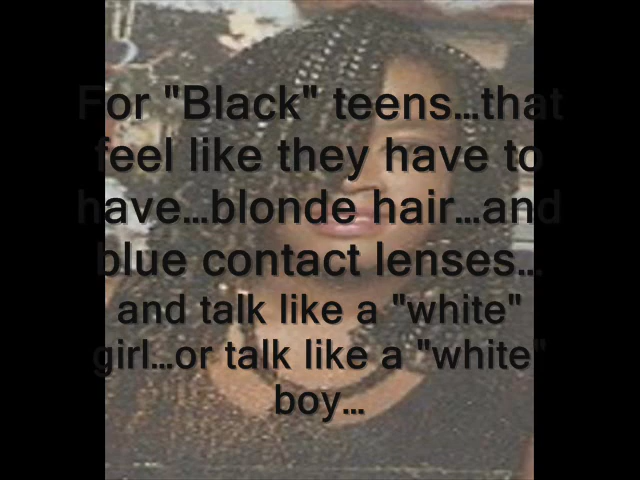 For "Black" teens...that
feel like they have to
have...blonde hair...and
blue contact lenses...
and talk like a "white"
girl...or talk like a "white"
boy...